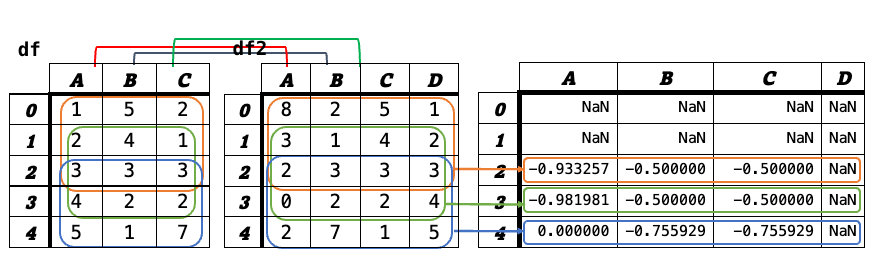 df df2
A B C A B C D A B C D
0 1 5 2 0 8 2 5 1 0 NaN NaN NaN NaN
1 2 4 1 1 3 1 4 2 1 NaN NaN NaN NaN
2 3 3 3 2 2 3 3 3 2 -0.933257 -0.500000 -0.500000 NaN
3 4 2 2 3 0 2 2 4 3 -0.981981 -0.500000 -0.500000 NaN
4 5 1 7 4 2 7 1 5 4 0.000000 -0.755929 -0.755929 NaN